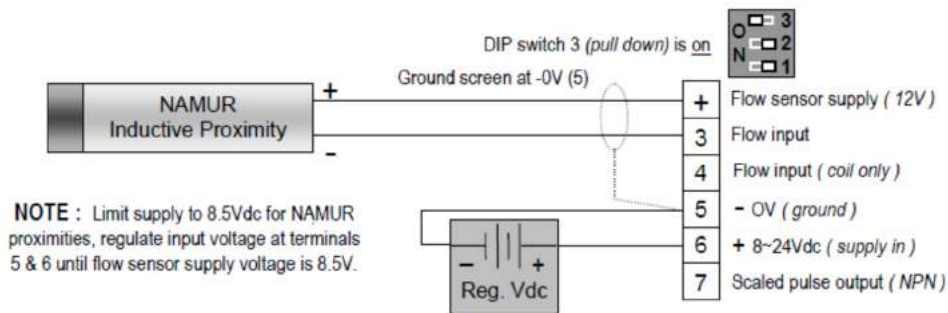 O N
3
2
1
DIP switch 3 (pull down) is on
Ground screen at -0V (5)
NAMUR
Inductive Proximity
+
−
+ Flow sensor supply ( 12V )
3 Flow input
4 Flow input ( coil only )
5 − OV ( ground )
6 + 8~24Vdc ( supply in )
7 Scaled pulse output ( NPN )
NOTE : Limit supply to 8.5Vdc for NAMUR
proximities, regulate input voltage at terminals
5 & 6 until flow sensor supply voltage is 8.5V.
− +
Reg. Vdc